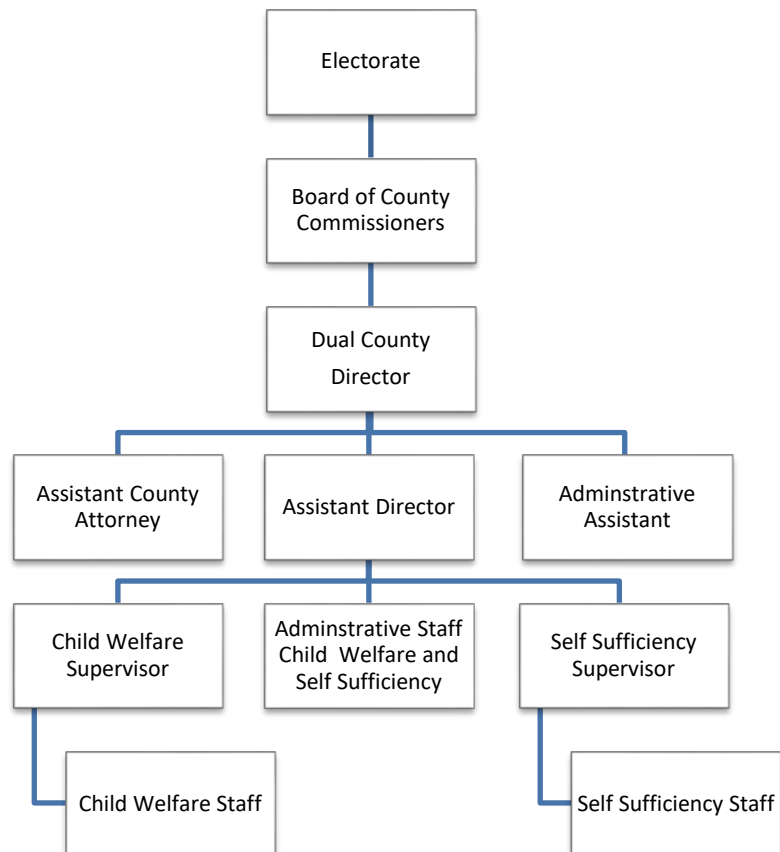 Electorate
Board of County
Commissioners
Dual County
Director
Assistant County
Attorney
Assistant Director
Adminstrative
Assistant
Child Welfare
Supervisor
Adminstrative Staff
Child Welfare and
Self Sufficiency
Self Sufficiency
Supervisor
Child Welfare Staff
Self Sufficiency Staff